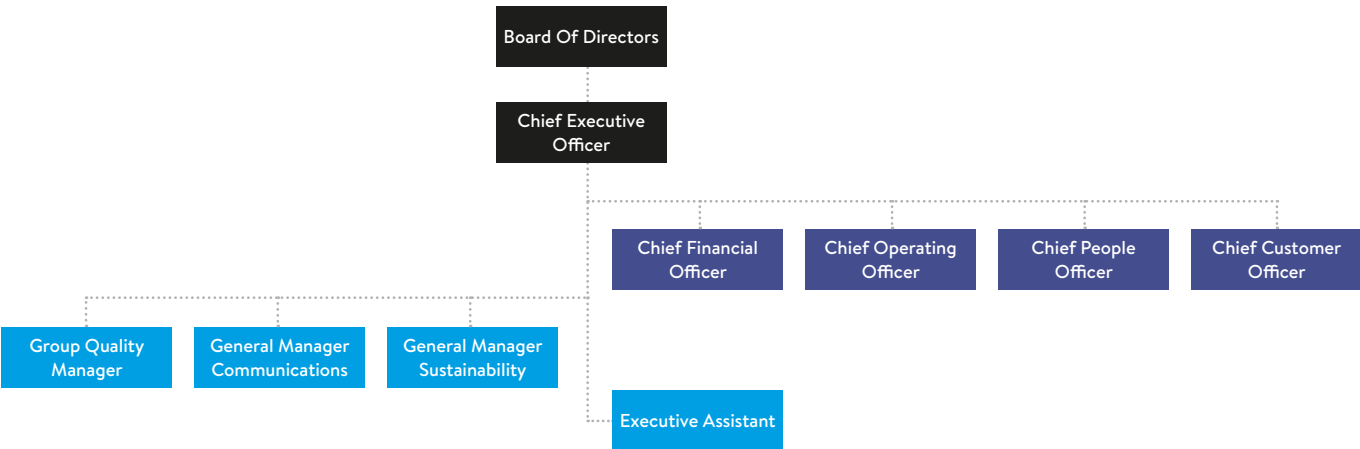 Board Of Directors
Chief Executive
Officer
Chief Financial
Officer
Chief Operating
Officer
Chief People
Officer
Chief Customer
Officer
Group Quality
Manager
General Manager
Communications
General Manager
Sustainability
Executive Assistant